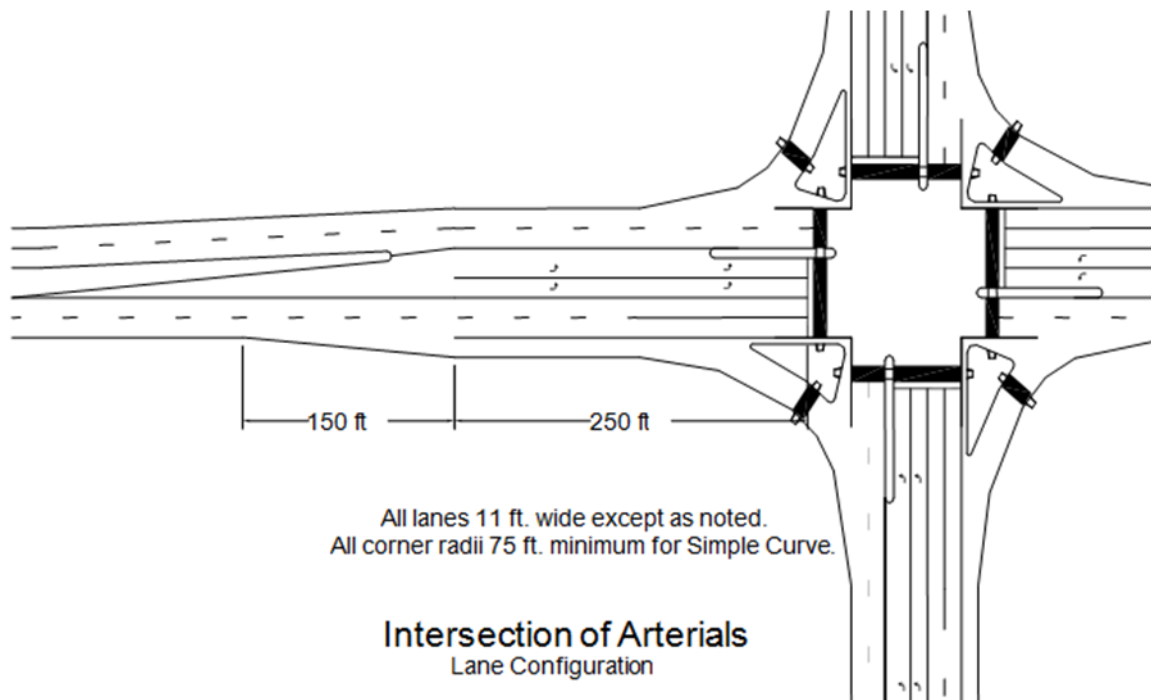 150 ft
250 ft
All lanes 11 ft. wide except as noted.
All corner radii 75 ft. minimum for Simple Curve.
Intersection of Arterials
Lane Configuration